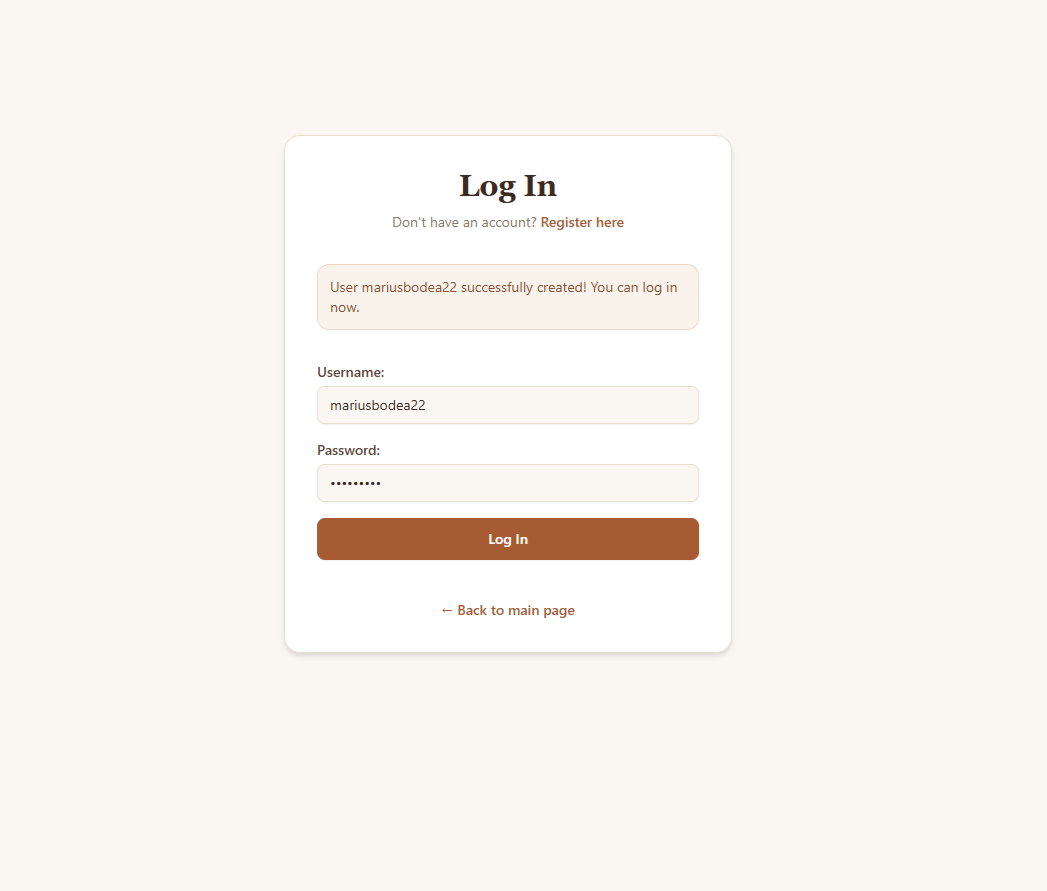 Log In
Don't have an account? Register here
User mariusbodea22 successfully created! You can log in
now.
Username:
mariusbodea22
Password:
•••••••••
Log In
← Back to main page